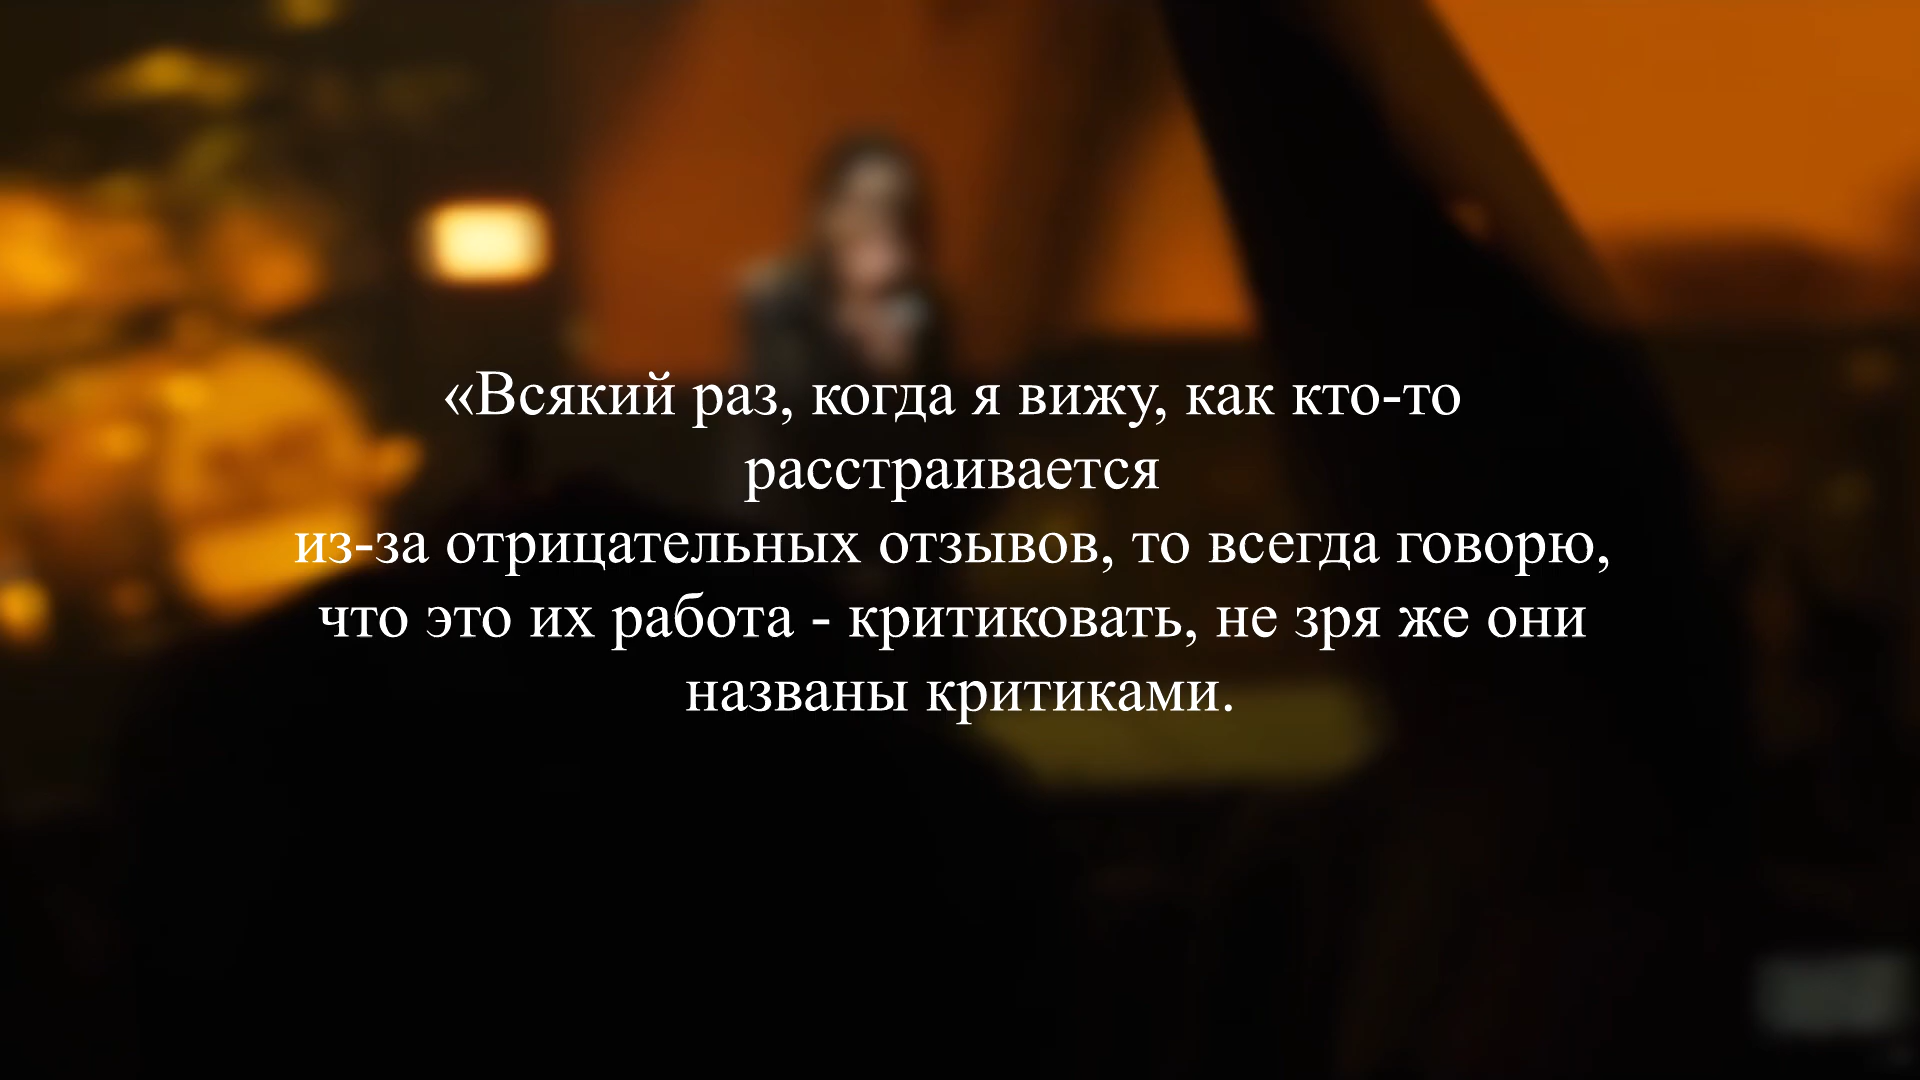 «Всякий раз, когда я вижу, как кто-то
расстраивается
из-за отрицательных отзывов, то всегда говорю,
что это их работа - критиковать, не зря же они
названы критиками.